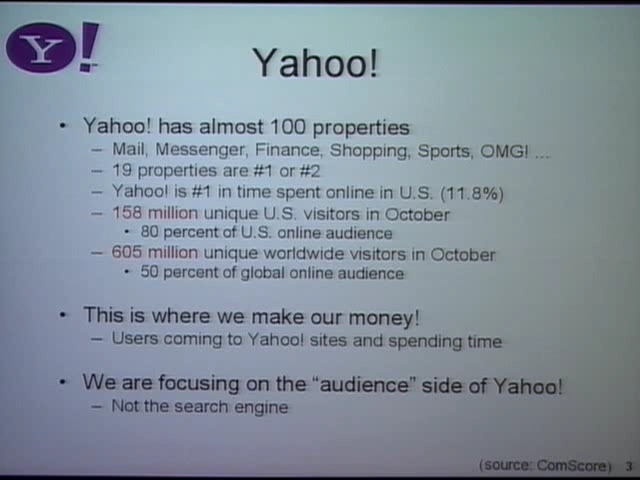 Y!
Yahoo!
• Yahoo! has almost 100 properties
– Mail, Messenger, Finance, Shopping, Sports, OMG! ...
– 19 properties are #1 or #2
– Yahoo! is #1 in time spent online in U.S. (11.8%)
– 158 million unique U.S. visitors in October
• 80 percent of U.S. online audience
– 605 million unique worldwide visitors in October
• 50 percent of global online audience
• This is where we make our money!
– Users coming to Yahoo! sites and spending time
• We are focusing on the “audience” side of Yahoo!
– Not the search engine
(source: ComScore) 3